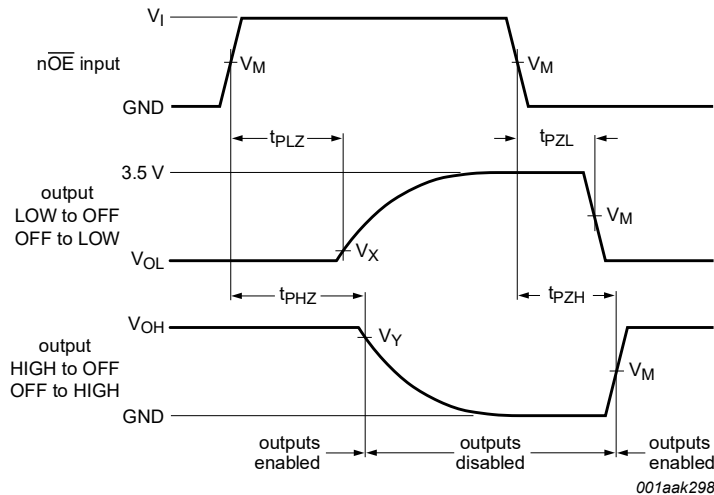 V_I
nOE input
V_M
V_M
GND
t_PLZ
t_PZL
3.5 V
output
LOW to OFF
OFF to LOW
V_M
V_X
V_OL
t_PHZ
t_PZH
V_OH
output
HIGH to OFF
OFF to HIGH
V_Y
V_M
GND
outputs
enabled
outputs
disabled
outputs
enabled
001aak298